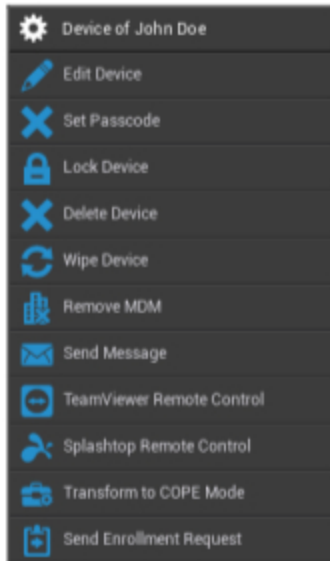 Device of John Doe
Edit Device
Set Passcode
Lock Device
Delete Device
Wipe Device
Remove MDM
Send Message
TeamViewer Remote Control
Splashtop Remote Control
Transform to COPE Mode
Send Enrollment Request